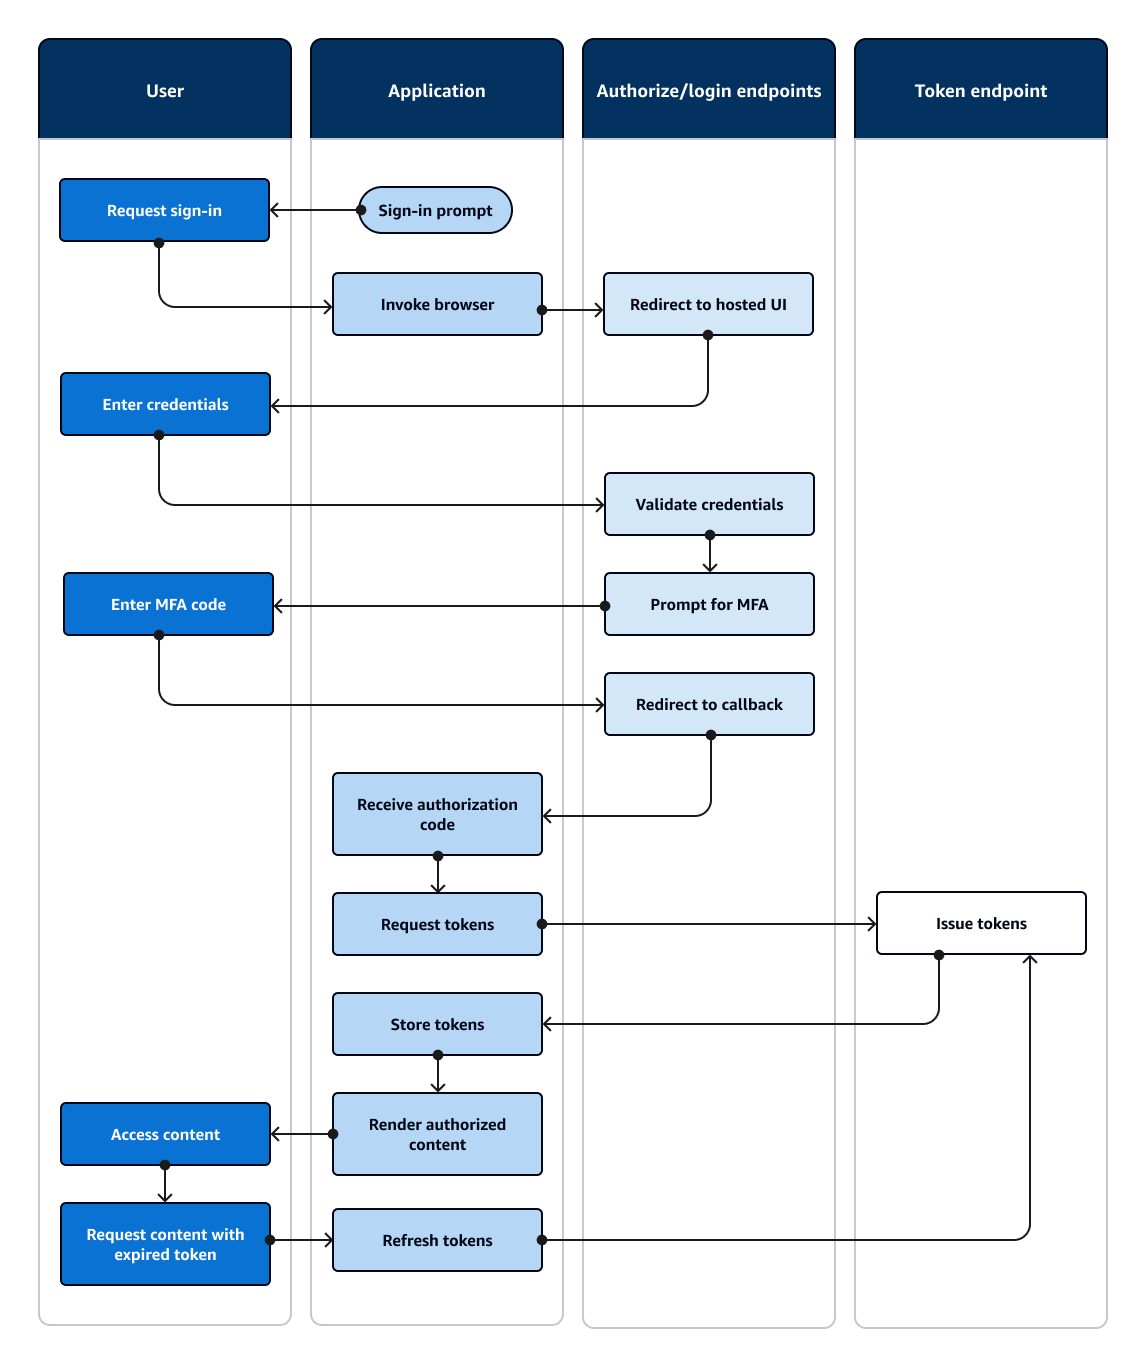 User
Application
Authorize/login endpoints
Token endpoint
Request sign-in
Sign-in prompt
Invoke browser
Redirect to hosted UI
Enter credentials
Validate credentials
Enter MFA code
Prompt for MFA
Redirect to callback
Receive authorization
code
Request tokens
Issue tokens
Store tokens
Access content
Render authorized
content
Request content with
expired token
Refresh tokens